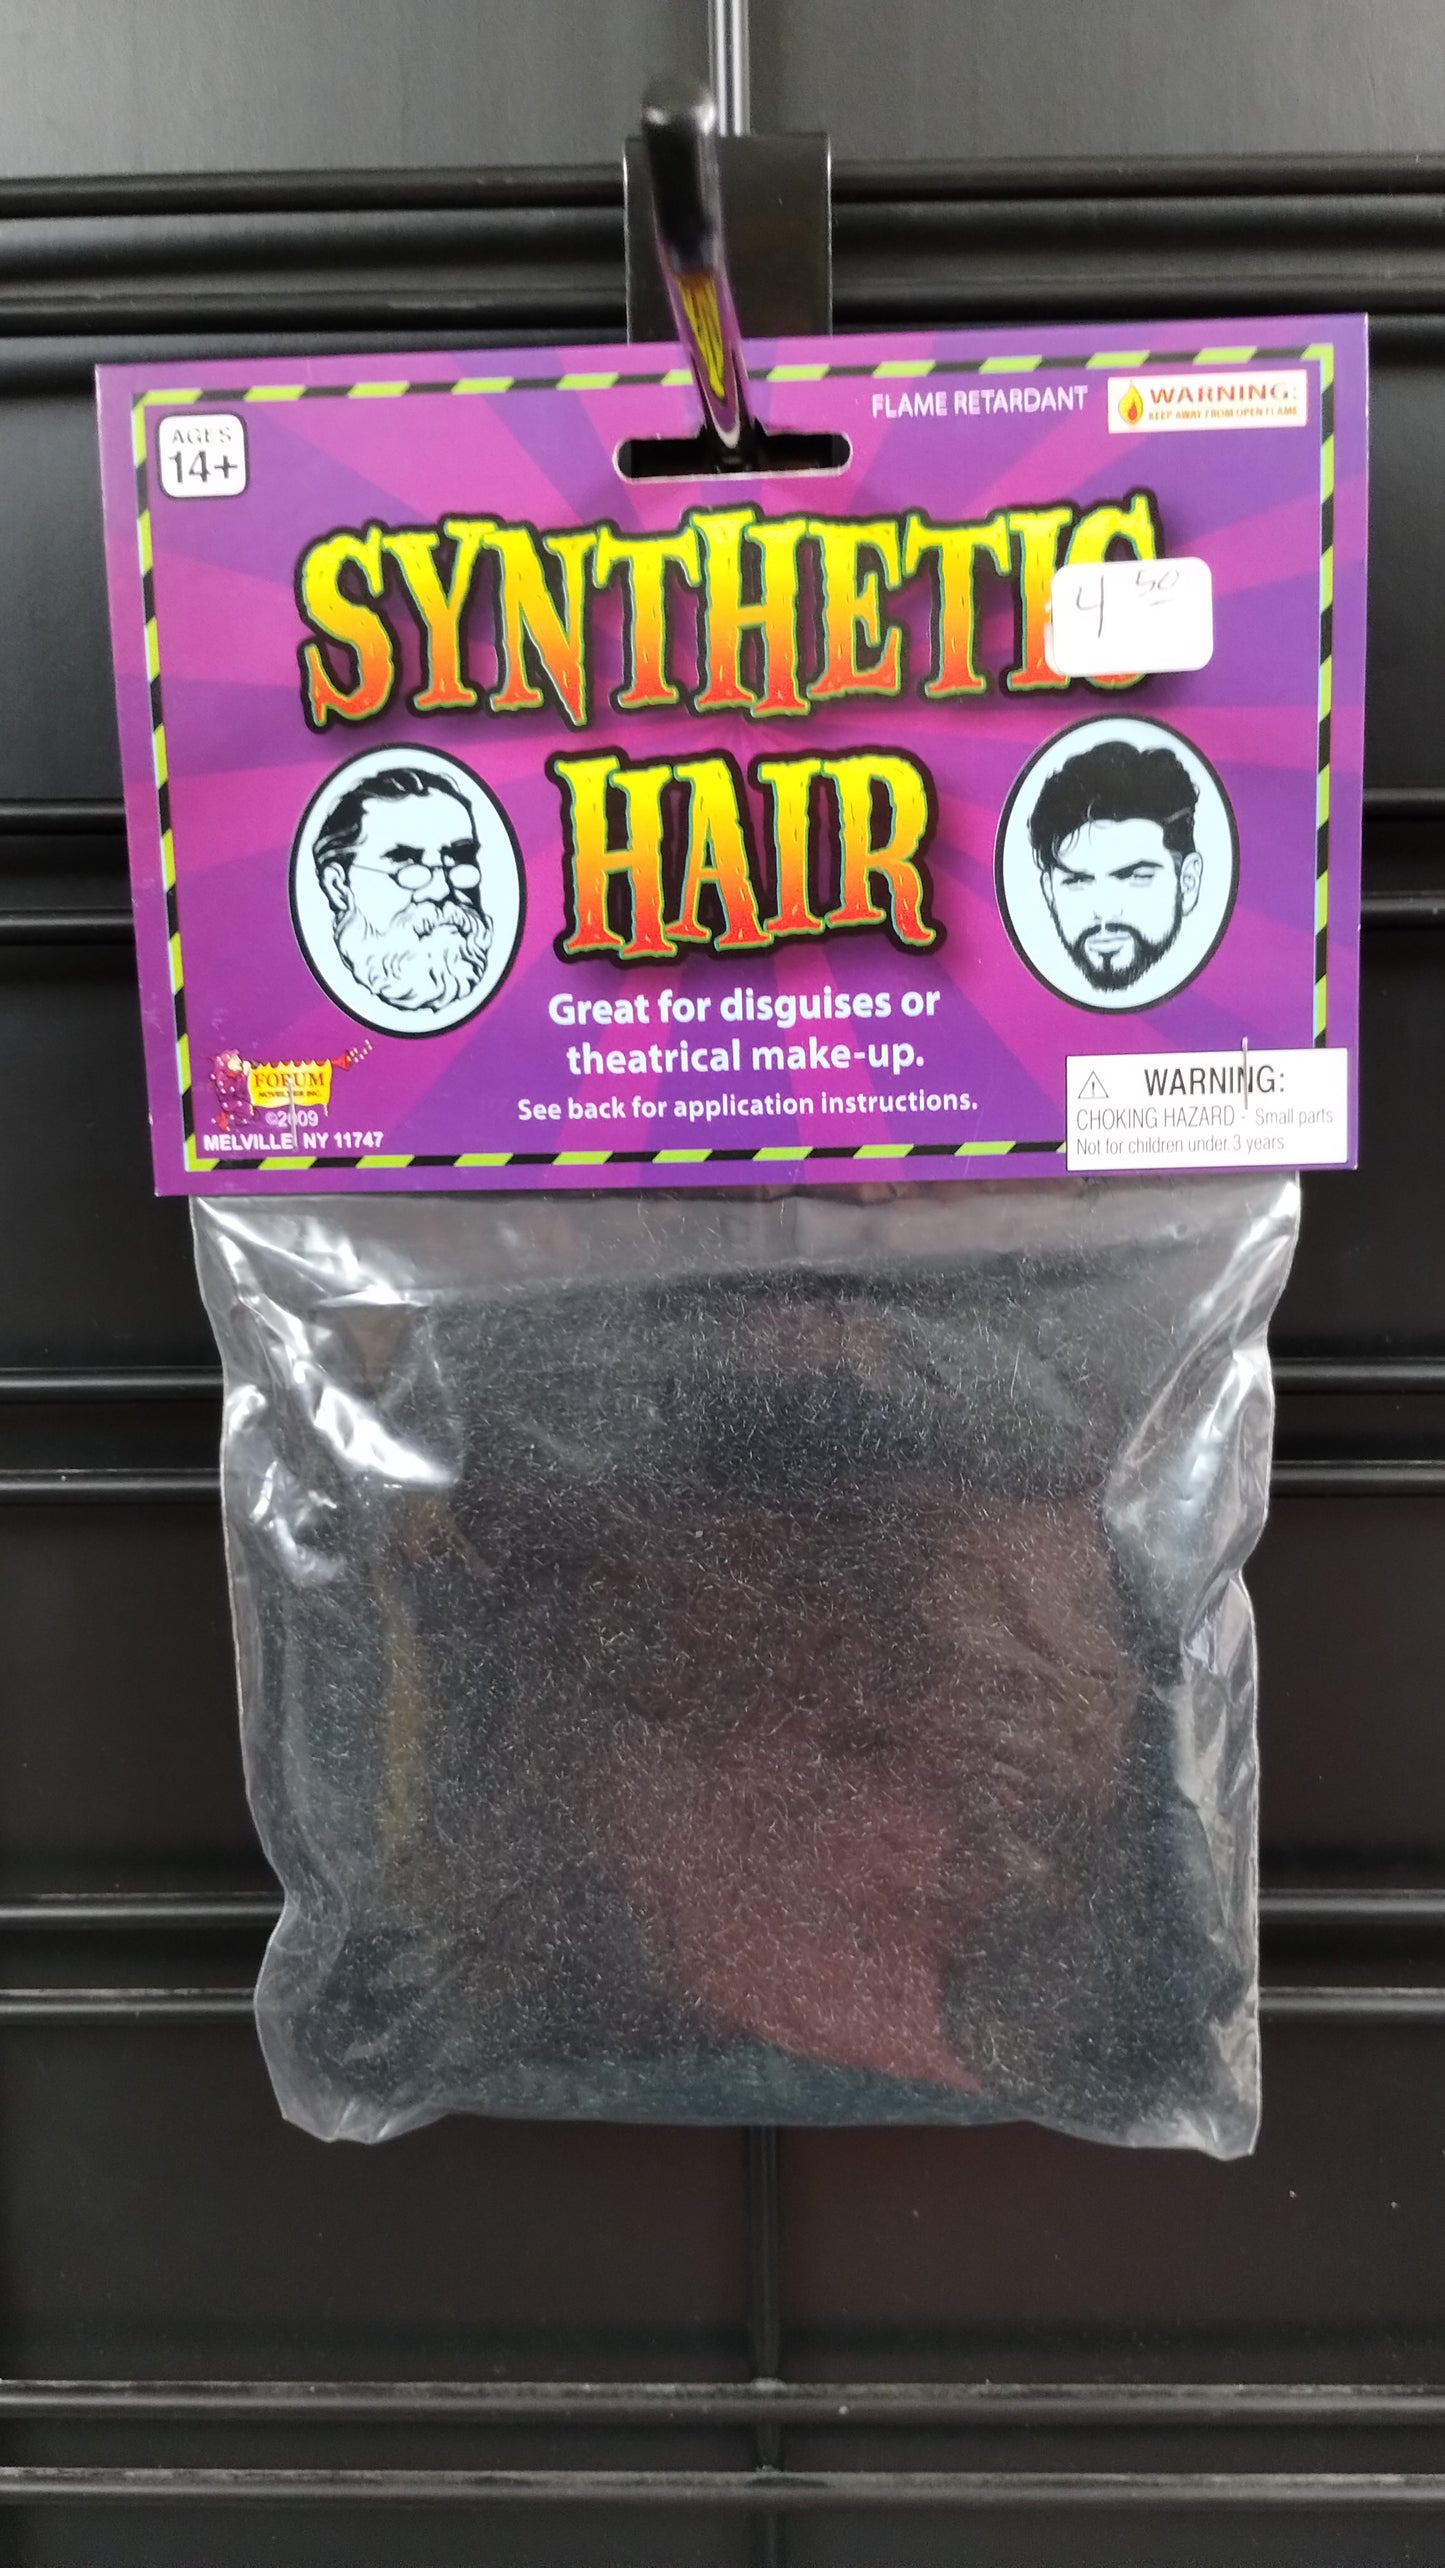 FLAME RETARDANT
WARNING:
KEEP AWAY FROM OPEN FLAME
AGES
14+
SYNTHETIC
4 50
HAIR
Great for disguises or
theatrical make-up.
See back for application instructions.
FORUM
NOVELTIES INC.
©2009
MELVILLE NY 11747
WARNING:
CHOKING HAZARD - Small parts
Not for children under 3 years